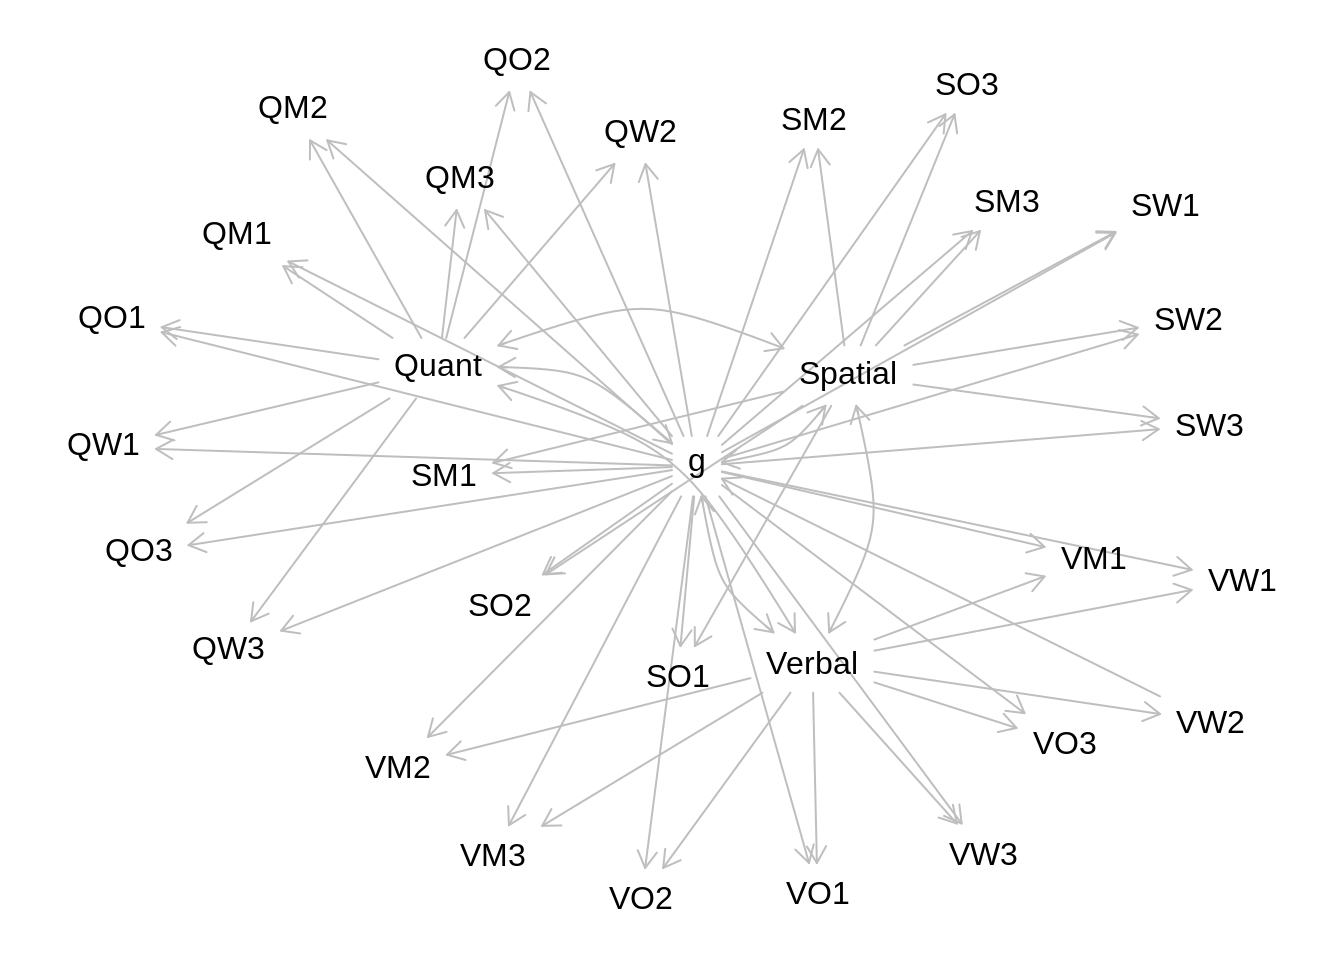 QO2
SO3
QM2
SM2
QW2
QM3
SM3
SW1
QM1
QO1
SW2
Quant
Spatial
SW3
QW1
g
SM1
QO3
VM1
VW1
SO2
QW3
Verbal
SO1
VW2
VO3
VM2
VW3
VM3
VO1
VO2